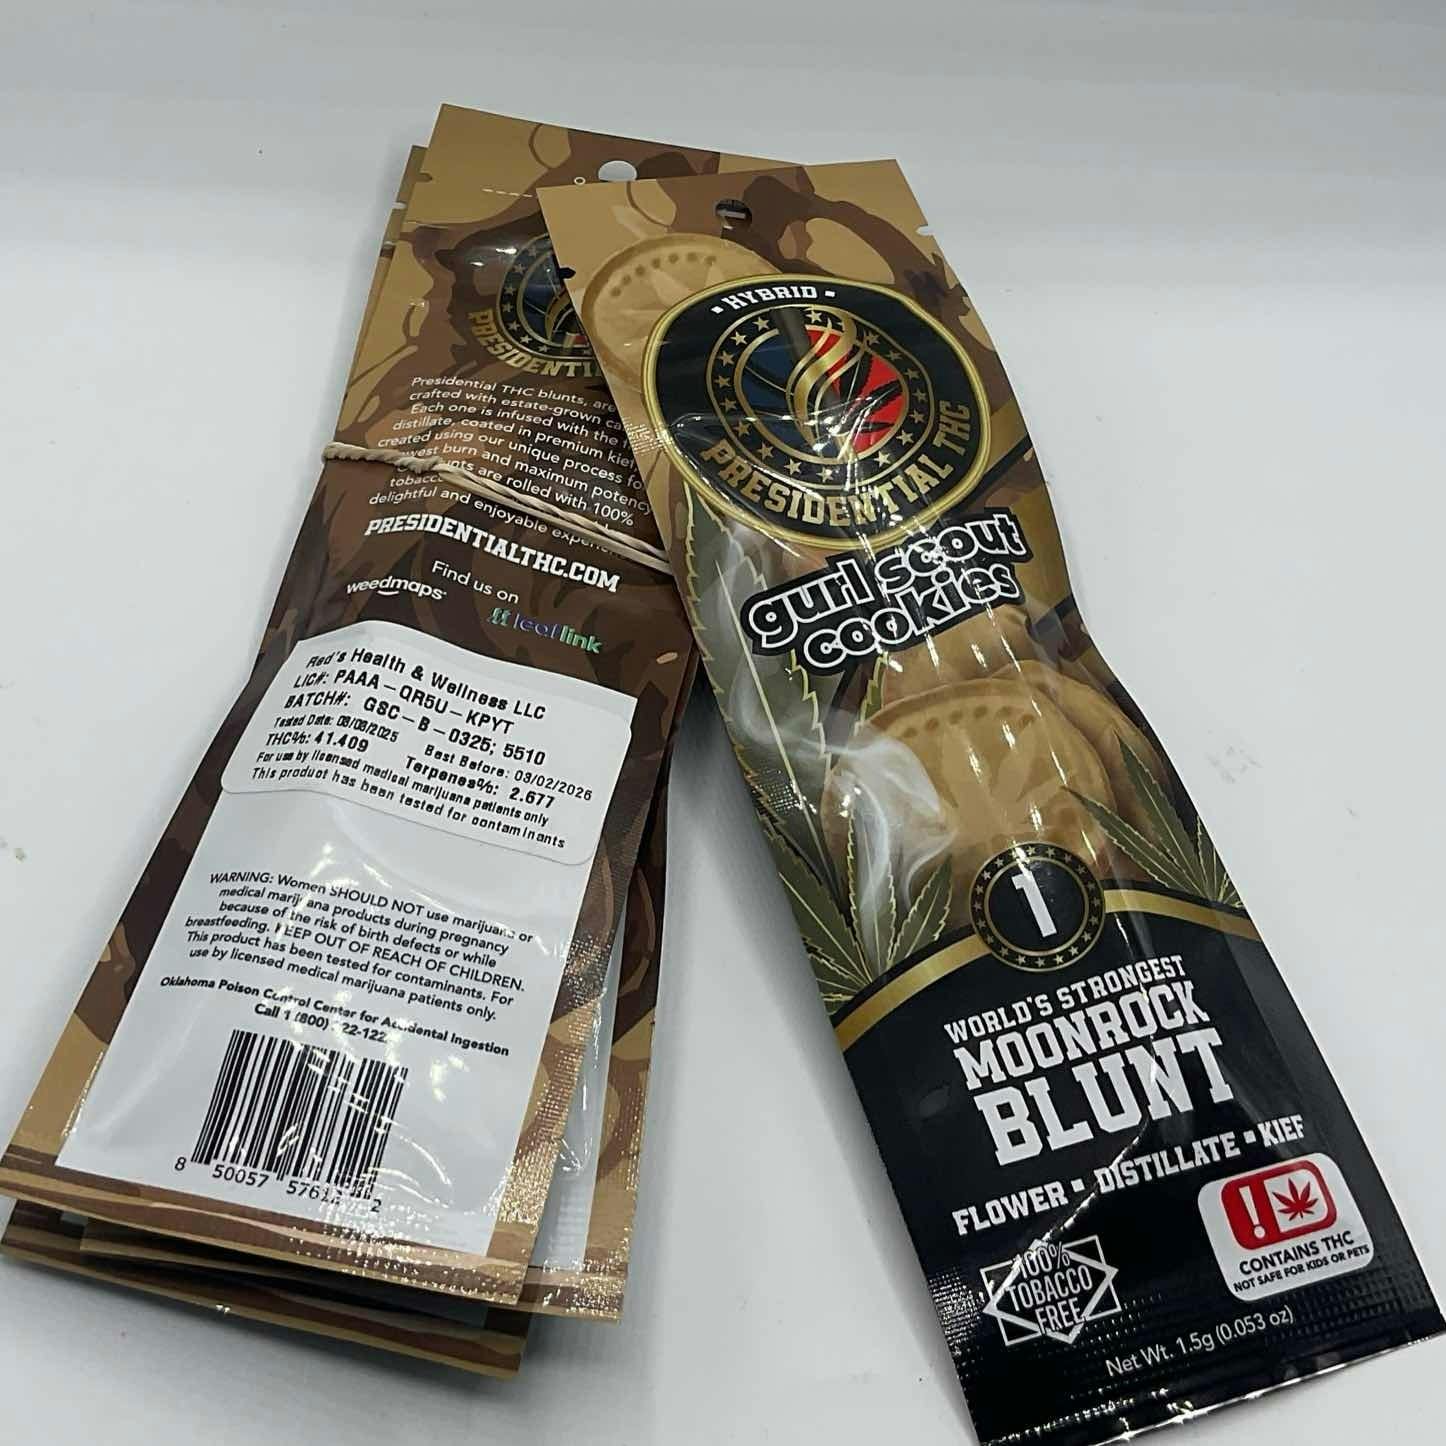 PRESIDENTIAL
Presidential THC blunts, are
crafted with estate-grown
Each one is infused with the
distillate, coated in premium kief,
created using our unique process
burn and maximum potency
are rolled with 100%
delightful and enjoyable
PRESIDENTIALTHC.COM
Find us on
weedmaps
leaflink
Red's Health & Wellness LLC
LIC#: PAAA-QR5U-KPYT
BATCH#: GSC-B-0325; 5510
Tested Date: 08/08/2025 Best Before: 03/02/2026
THC%: 41.409 Terpenes%: 2.677
For use by licensed medical marijuana patients only
This product has been tested for contaminants
WARNING: Women SHOULD NOT use marijuana or
medical marijuana products during pregnancy
because of the risk of birth defects or while
breastfeeding. KEEP OUT OF REACH OF CHILDREN.
This product has been tested for contaminants. For
use by licensed medical marijuana patients only.
Oklahoma Poison Control Center for Accidental Ingestion
Call 1 (800)
8 50057 2
HYBRID
PRESIDENTIAL THC
gurl scout
cookies
1
WORLD'S STRONGEST
MOONROCK
BLUNT
FLOWER ▪ DISTILLATE ▪ KIEF
100%
TOBACCO
FREE
!
CONTAINS THC
NOT SAFE FOR KIDS OR PETS
Net Wt. 1.5g (0.053 oz)